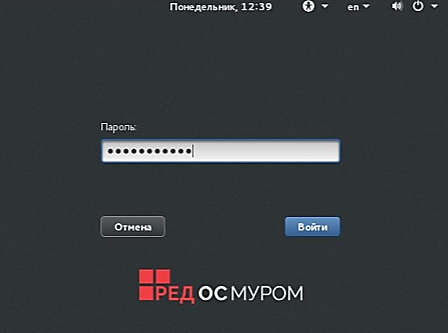 Понедельник, 12:39
en
Пароль:
Отмена
Войти
РЕД ОС МУРОМ